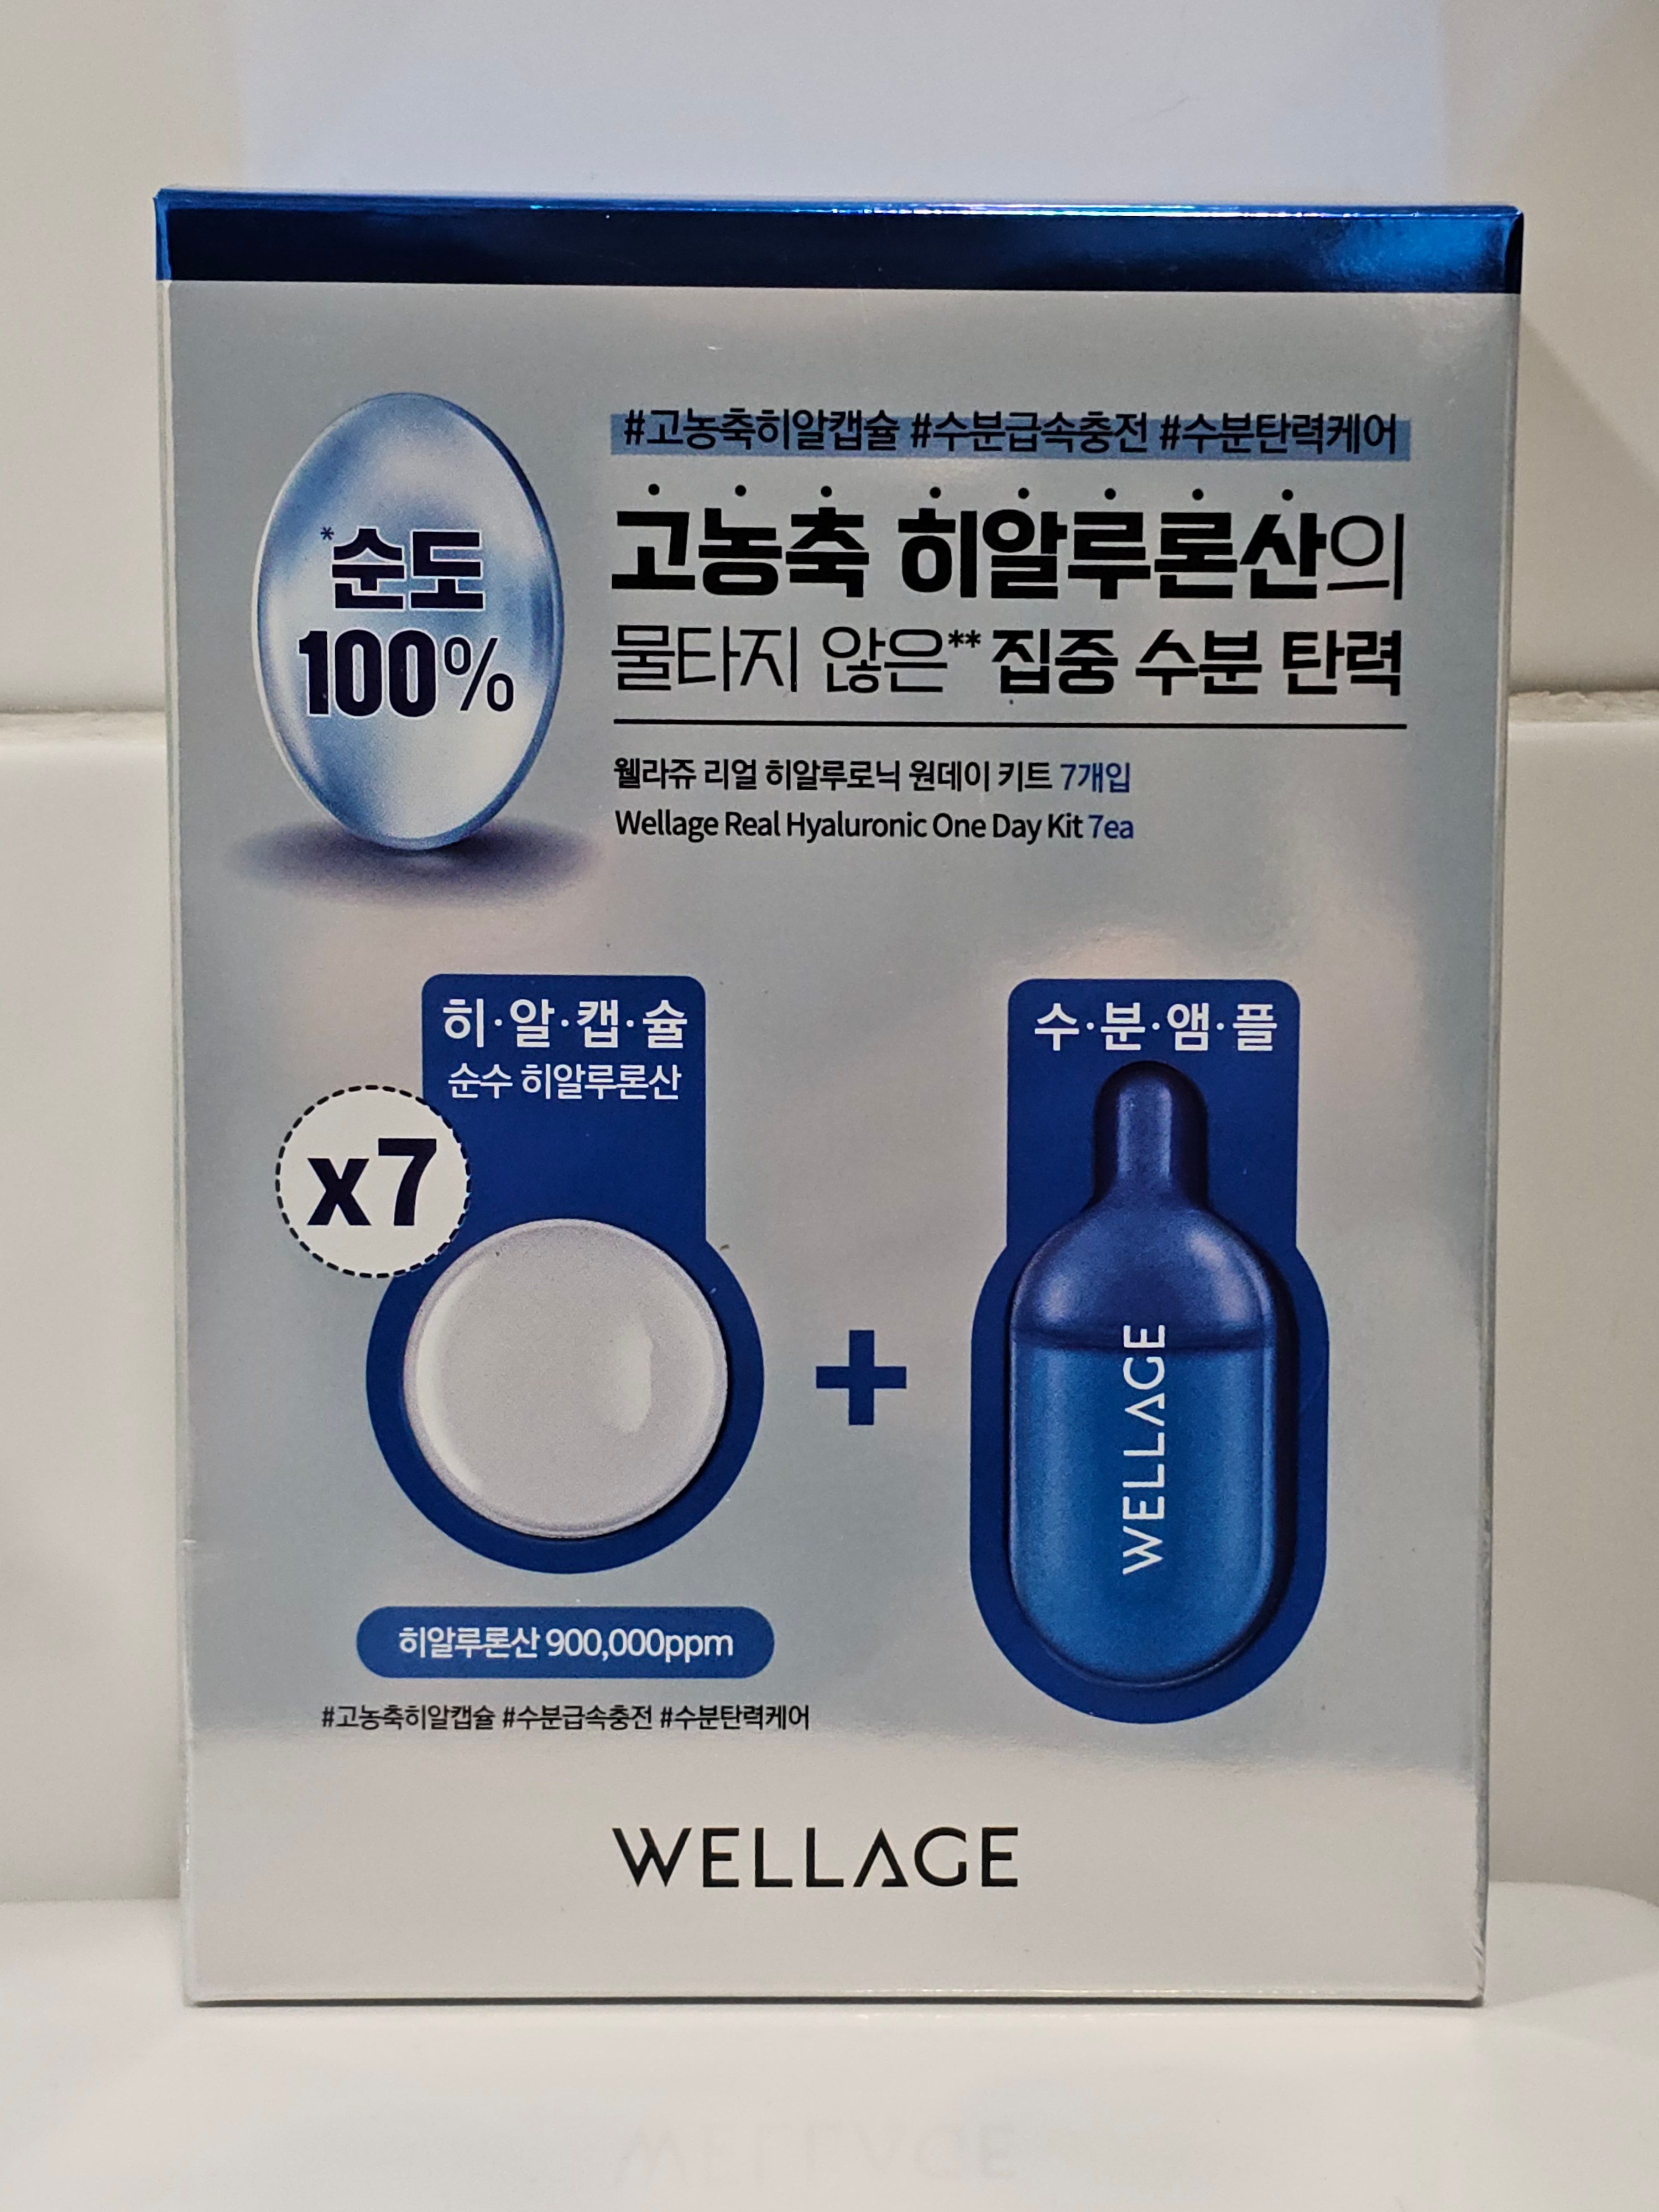 #고농축히알캡슐 #수분급속충전 #수분탄력케어
*순도
100%
고농축 히알루론산의
물타지 않은** 집중 수분 탄력
웰라쥬 리얼 히알루로닉 원데이 키트 7개입
Wellage Real Hyaluronic One Day Kit 7ea
히·알·캡·슐
순수 히알루론산
x7
+
수·분·앰·플
WELLAGE
히알루론산 900,000ppm
#고농축히알캡슐 #수분급속충전 #수분탄력케어
WELLAGE